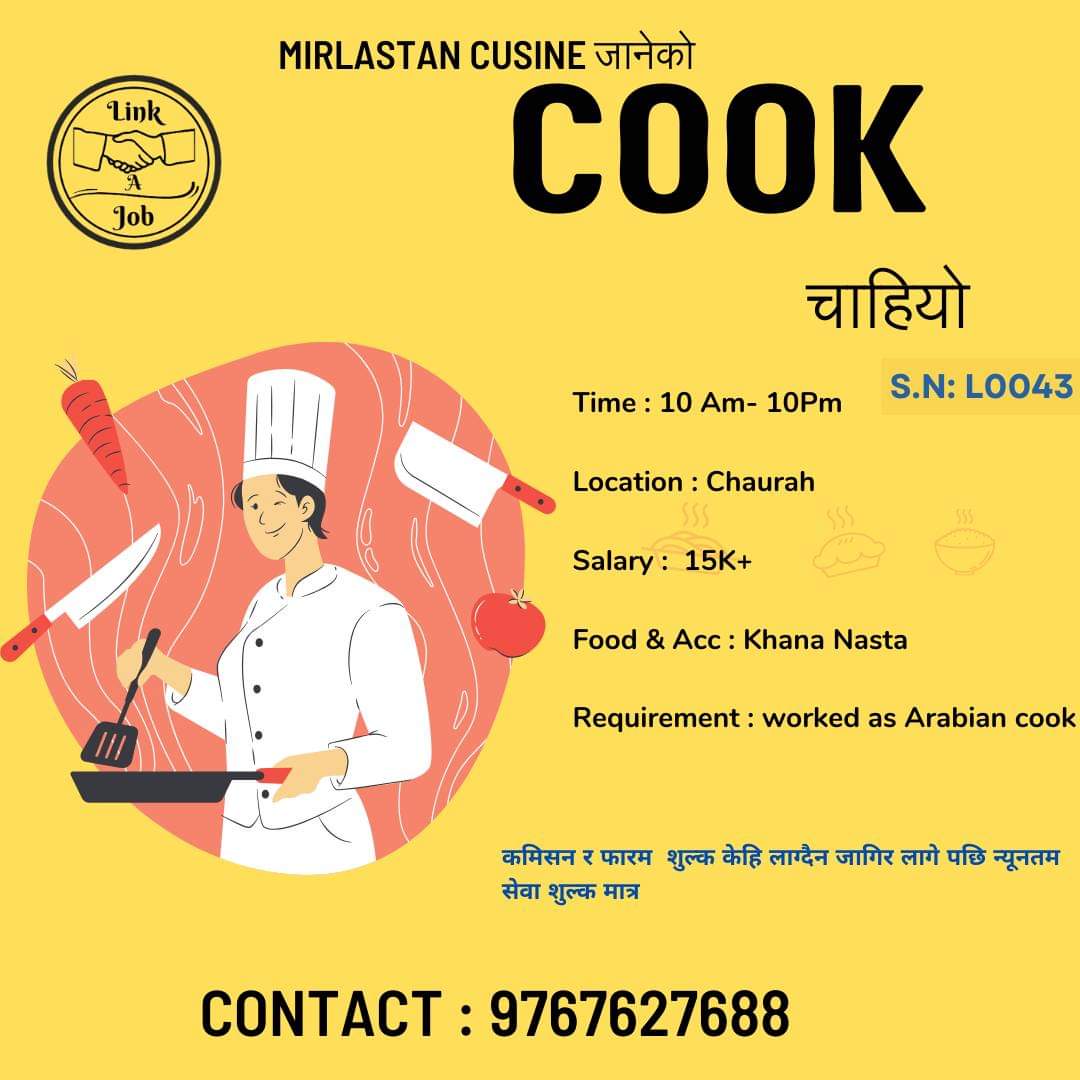 MIRLASTAN CUSINE जानेको
COOK
चाहियो
Link
A
Job
S.N: L0043
Time : 10 Am- 10Pm
Location : Chaurah
Salary : 15K+
Food & Acc : Khana Nasta
Requirement : worked as Arabian cook
कमिसन र फारम शुल्क केहि लाग्दैन जागिर लागे पछि न्यूनतम
सेवा शुल्क मात्र
CONTACT : 9767627688